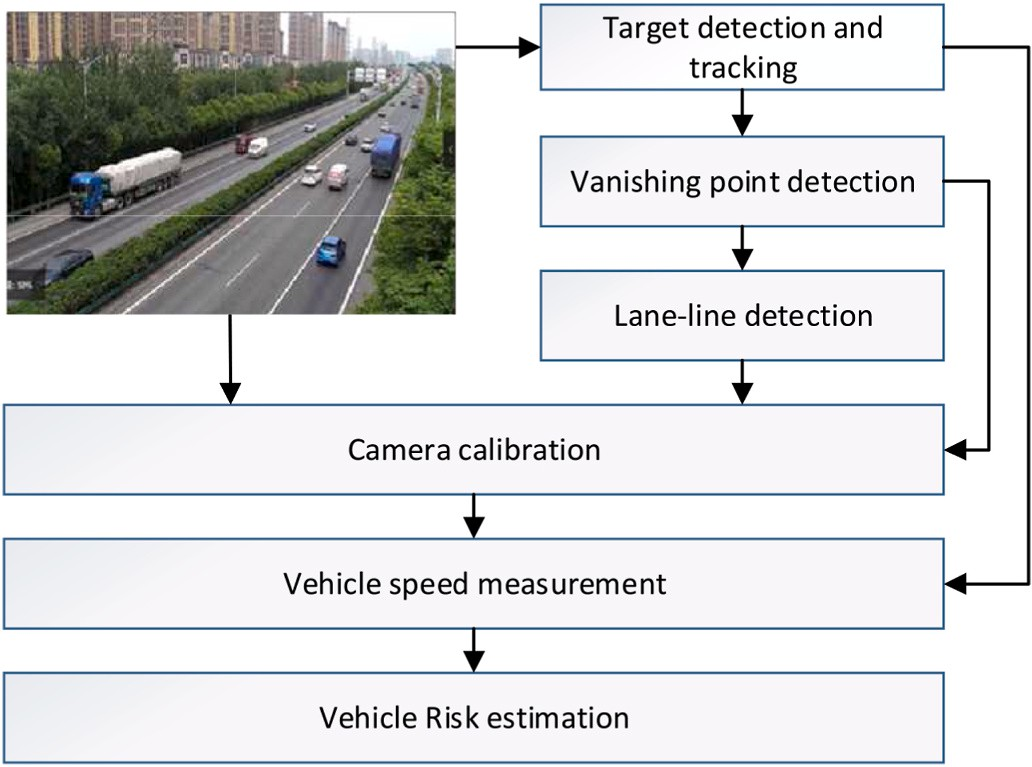 Target detection and
tracking
Vanishing point detection
Lane-line detection
Camera calibration
Vehicle speed measurement
Vehicle Risk estimation